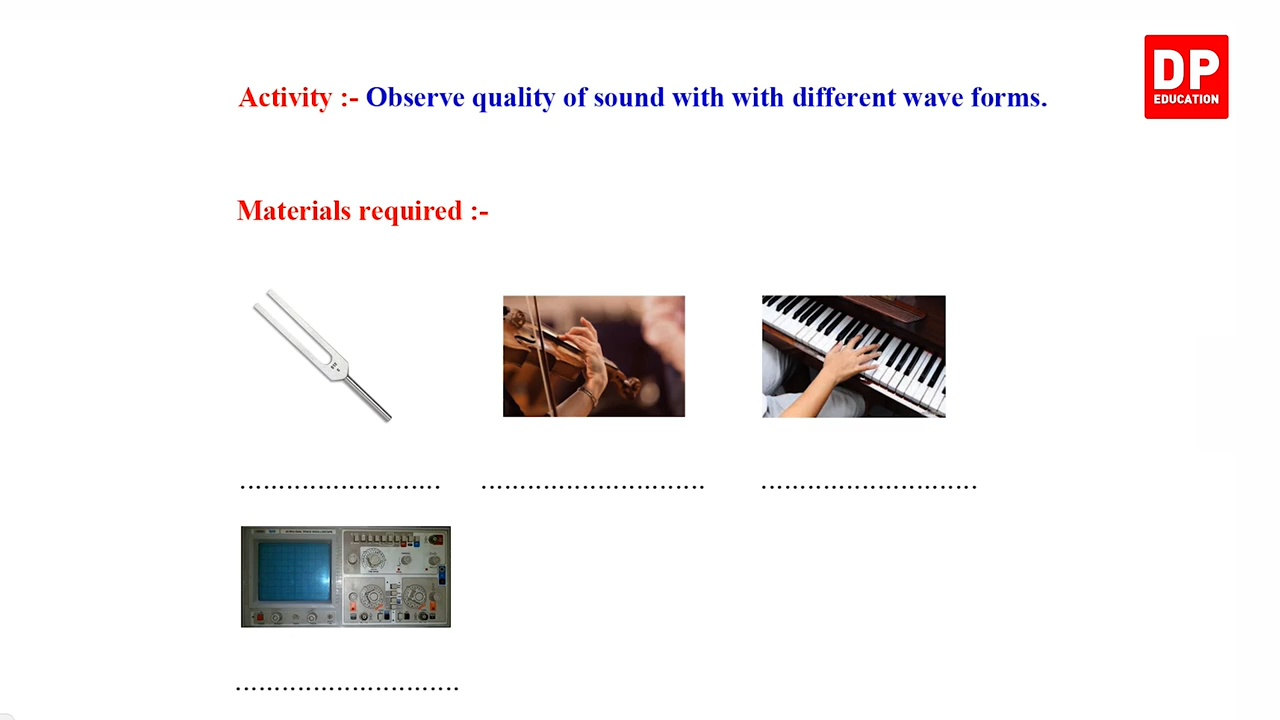 DP
EDUCATION
Activity :- Observe quality of sound with with different wave forms.
Materials required :-
.......................... ............................. ............................
.............................